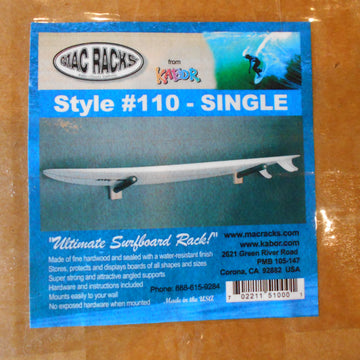 MAC RACKS
from
KABOR
Style #110 - SINGLE
"Ultimate Surfboard Rack!"
Made of fine hardwood and sealed with a water-resistant finish
Stores, protects and displays boards of all shapes and sizes
Super strong and attractive angled supports
Hardware and instructions included
Mounts easily to your wall
No exposed hardware when mounted
Phone: 866-615-9284
Made in the USA
www.macracks.com
www.kabor.com
2621 Green River Road
PMB 105-147
Corona, CA 92882 USA
7 02211 51000 1